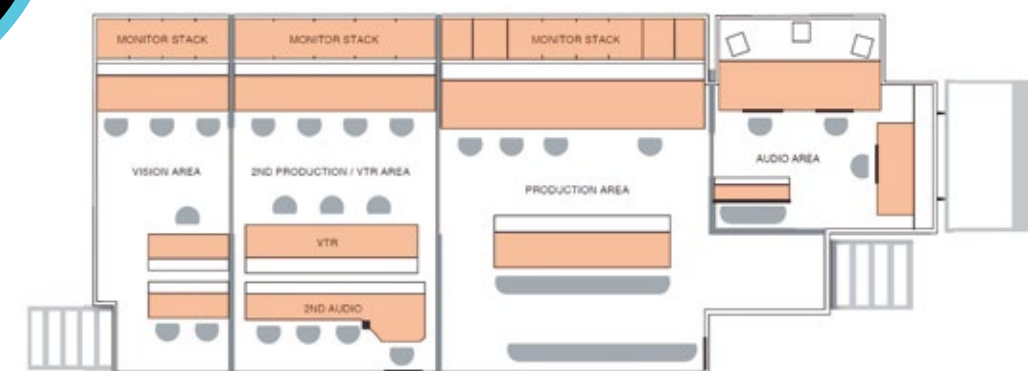 MONITOR STACK
MONITOR STACK
MONITOR STACK
VISION AREA
2ND PRODUCTION / VTR AREA
PRODUCTION AREA
AUDIO AREA
VTR
2ND AUDIO